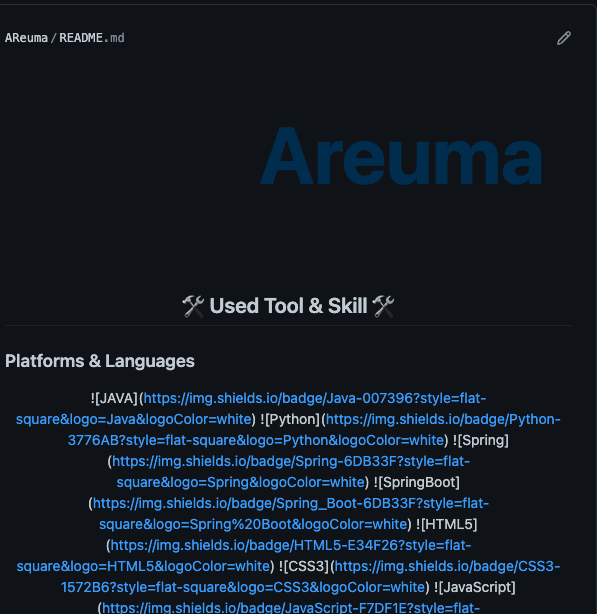 AReuma/README.md
Areuma
🛠 Used Tool & Skill 🛠
Platforms & Languages
![JAVA](https://img.shields.io/badge/Java-007396?style=flat-
square&logo=Java&logoColor=white) ![Python](https://img.shields.io/badge/Python-
3776AB?style=flat-square&logo=Python&logoColor=white) ![Spring]
(https://img.shields.io/badge/Spring-6DB33F?style=flat-
square&logo=Spring&logoColor=white) ![SpringBoot]
(https://img.shields.io/badge/Spring_Boot-6DB33F?style=flat-
square&logo=Spring%20Boot&logoColor=white) ![HTML5]
(https://img.shields.io/badge/HTML5-E34F26?style=flat-
square&logo=HTML5&logoColor=white) ![CSS3](https://img.shields.io/badge/CSS3-
1572B6?style=flat-square&logo=CSS3&logoColor=white) ![JavaScript]
(https://img.shields.io/badge/JavaScript-F7DF1E?style=flat-